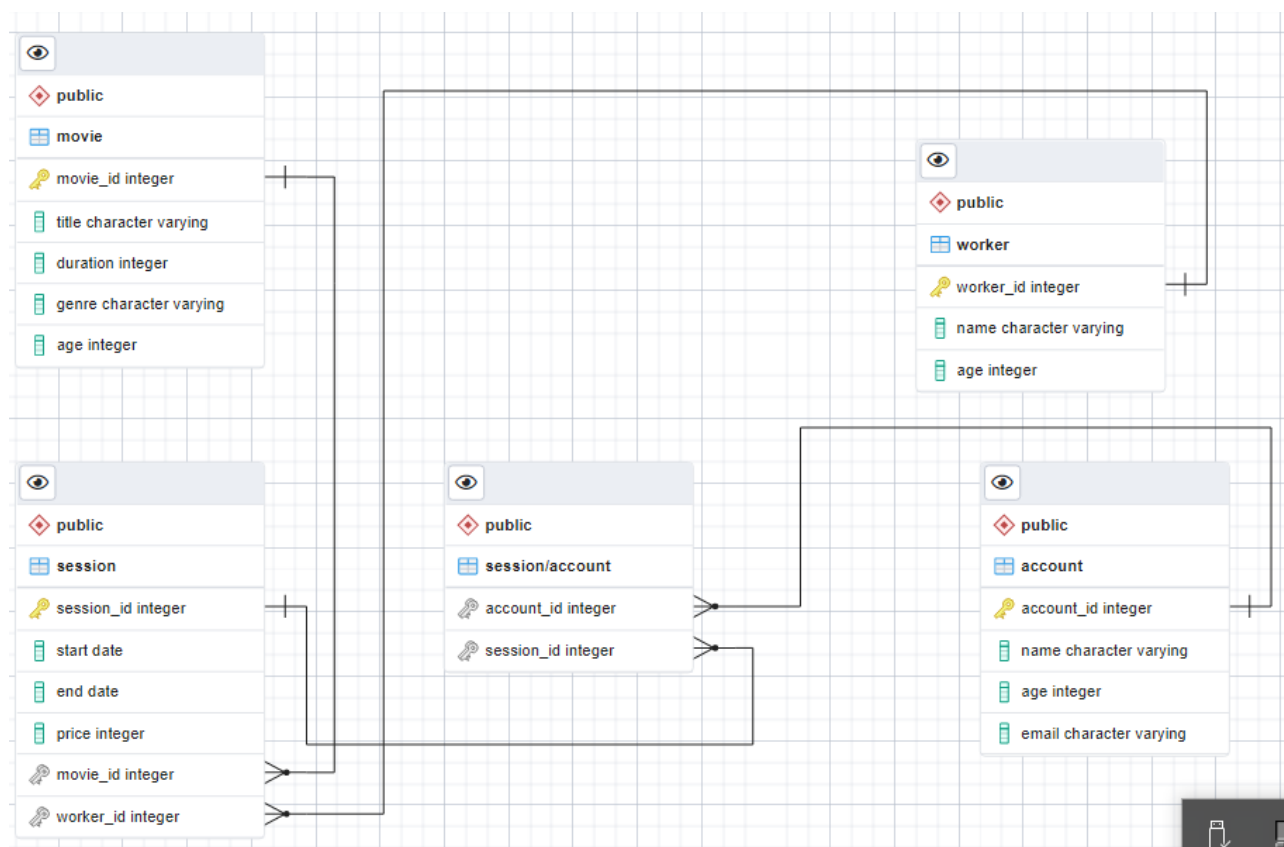 public
movie
movie_id integer
title character varying
duration integer
genre character varying
age integer
public
worker
worker_id integer
name character varying
age integer
public
session
session_id integer
start date
end date
price integer
movie_id integer
worker_id integer
public
session/account
account_id integer
session_id integer
public
account
account_id integer
name character varying
age integer
email character varying